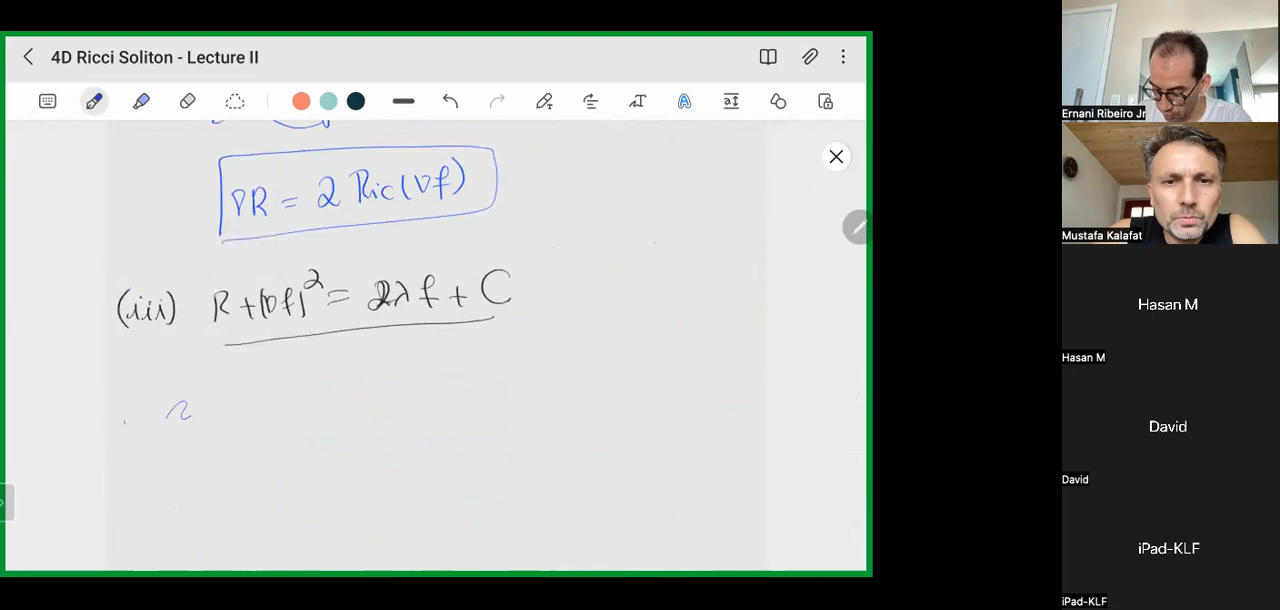 4D Ricci Soliton - Lecture II
∇R = 2 Ric(∇f)
(iii) R + |∇f|² = 2λf + C
Ernani Ribeiro Jr
Mustafa Kalafat
Hasan M
Hasan M
David
David
iPad-KLF
iPad-KLF